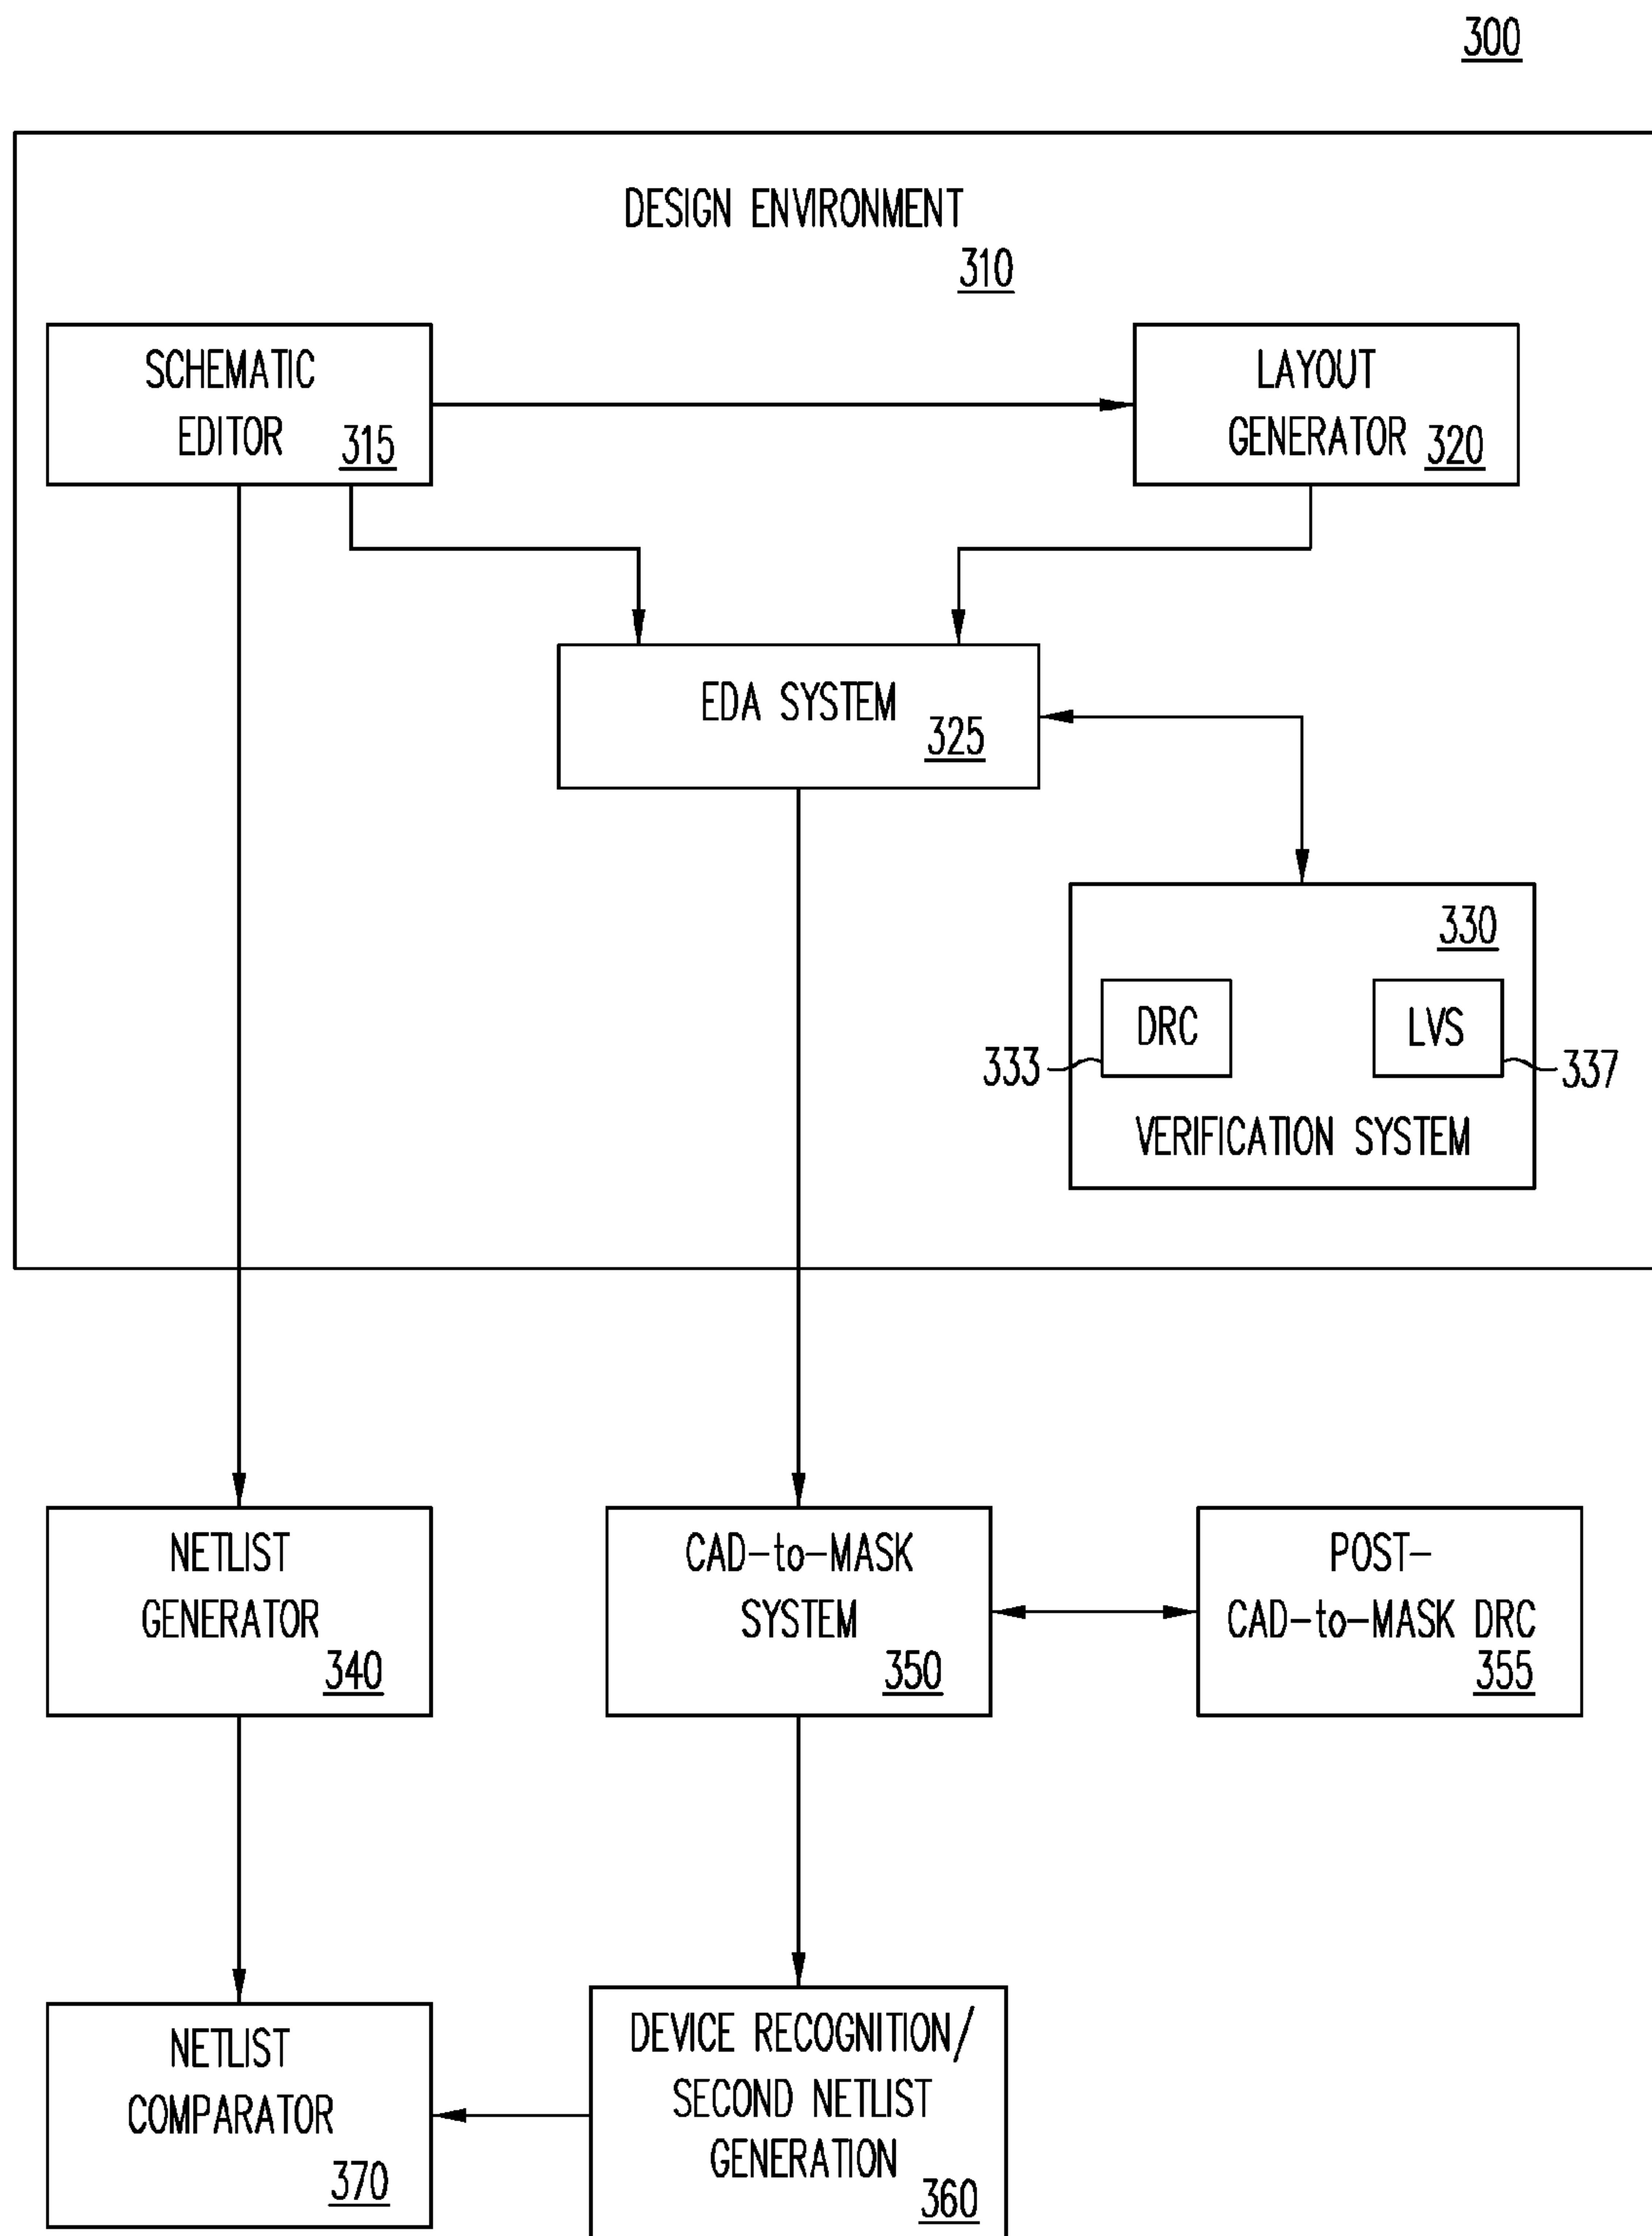 300
DESIGN ENVIRONMENT
310
SCHEMATIC
EDITOR 315
LAYOUT
GENERATOR 320
EDA SYSTEM
325
330
DRC
LVS
333
337
VERIFICATION SYSTEM
NETLIST
GENERATOR
340
CAD-to-MASK
SYSTEM
350
POST-
CAD-to-MASK DRC
355
NETLIST
COMPARATOR
370
DEVICE RECOGNITION/
SECOND NETLIST
GENERATION
360